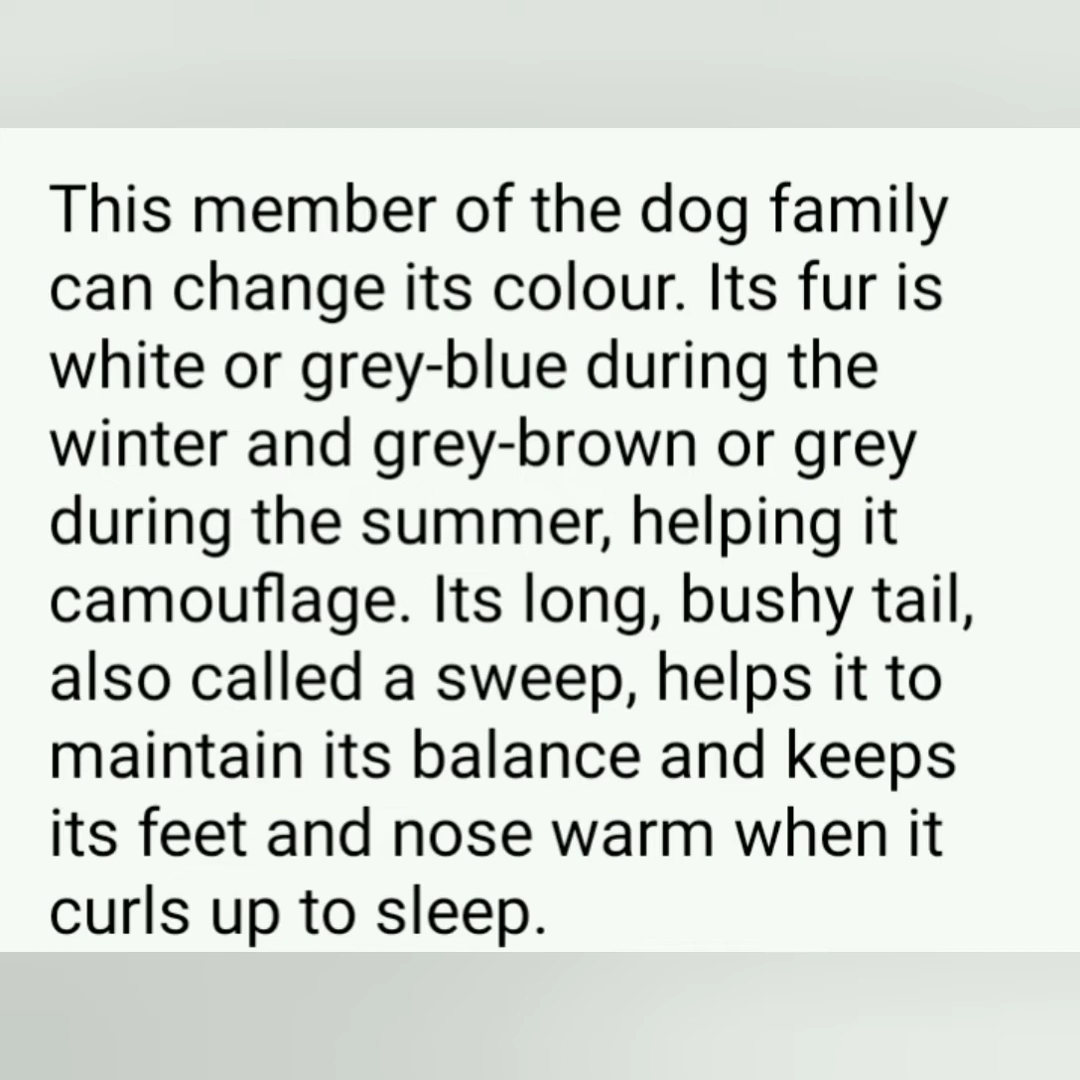 This member of the dog family
can change its colour. Its fur is
white or grey-blue during the
winter and grey-brown or grey
during the summer, helping it
camouflage. Its long, bushy tail,
also called a sweep, helps it to
maintain its balance and keeps
its feet and nose warm when it
curls up to sleep.